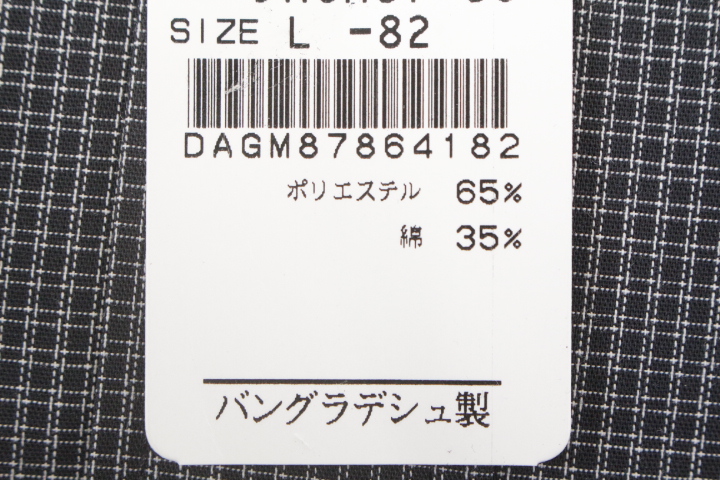 SIZE L -82
DAGM87864182
ポリエステル 65%
綿 35%
バングラデシュ製